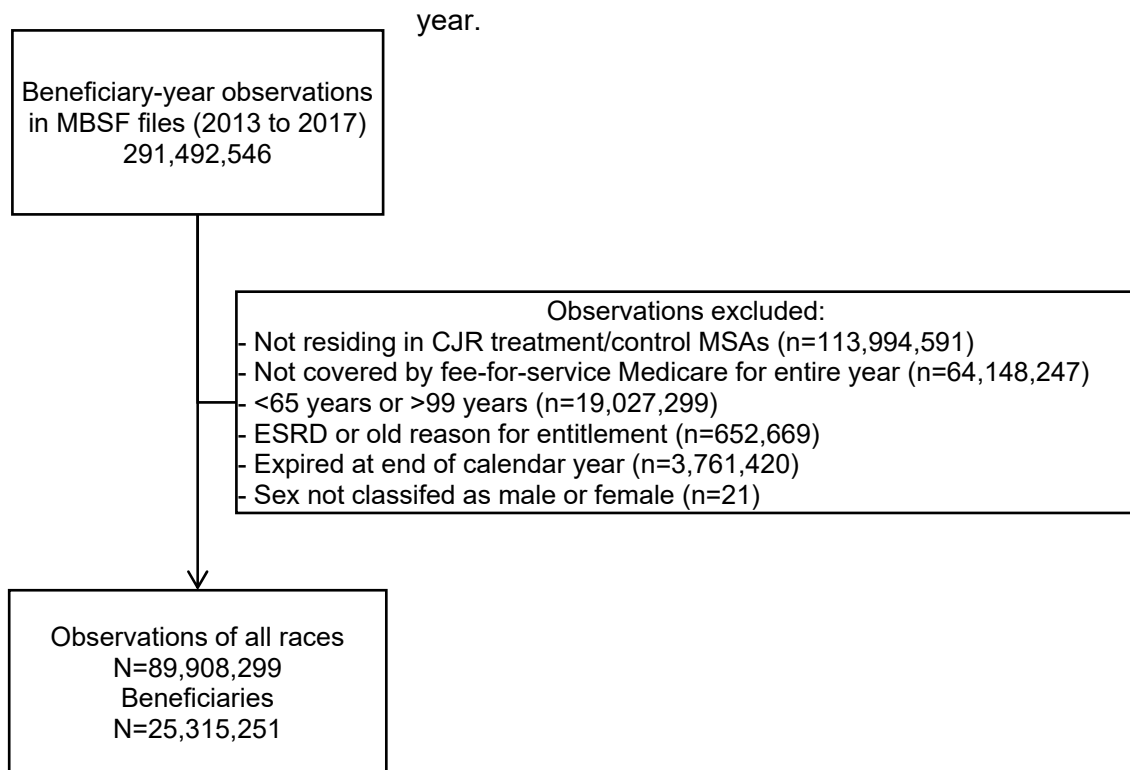 year.
Beneficiary-year observations
in MBSF files (2013 to 2017)
291,492,546
Observations excluded:
- Not residing in CJR treatment/control MSAs (n=113,994,591)
- Not covered by fee-for-service Medicare for entire year (n=64,148,247)
- <65 years or >99 years (n=19,027,299)
- ESRD or old reason for entitlement (n=652,669)
- Expired at end of calendar year (n=3,761,420)
- Sex not classifed as male or female (n=21)
Observations of all races
N=89,908,299
Beneficiaries
N=25,315,251